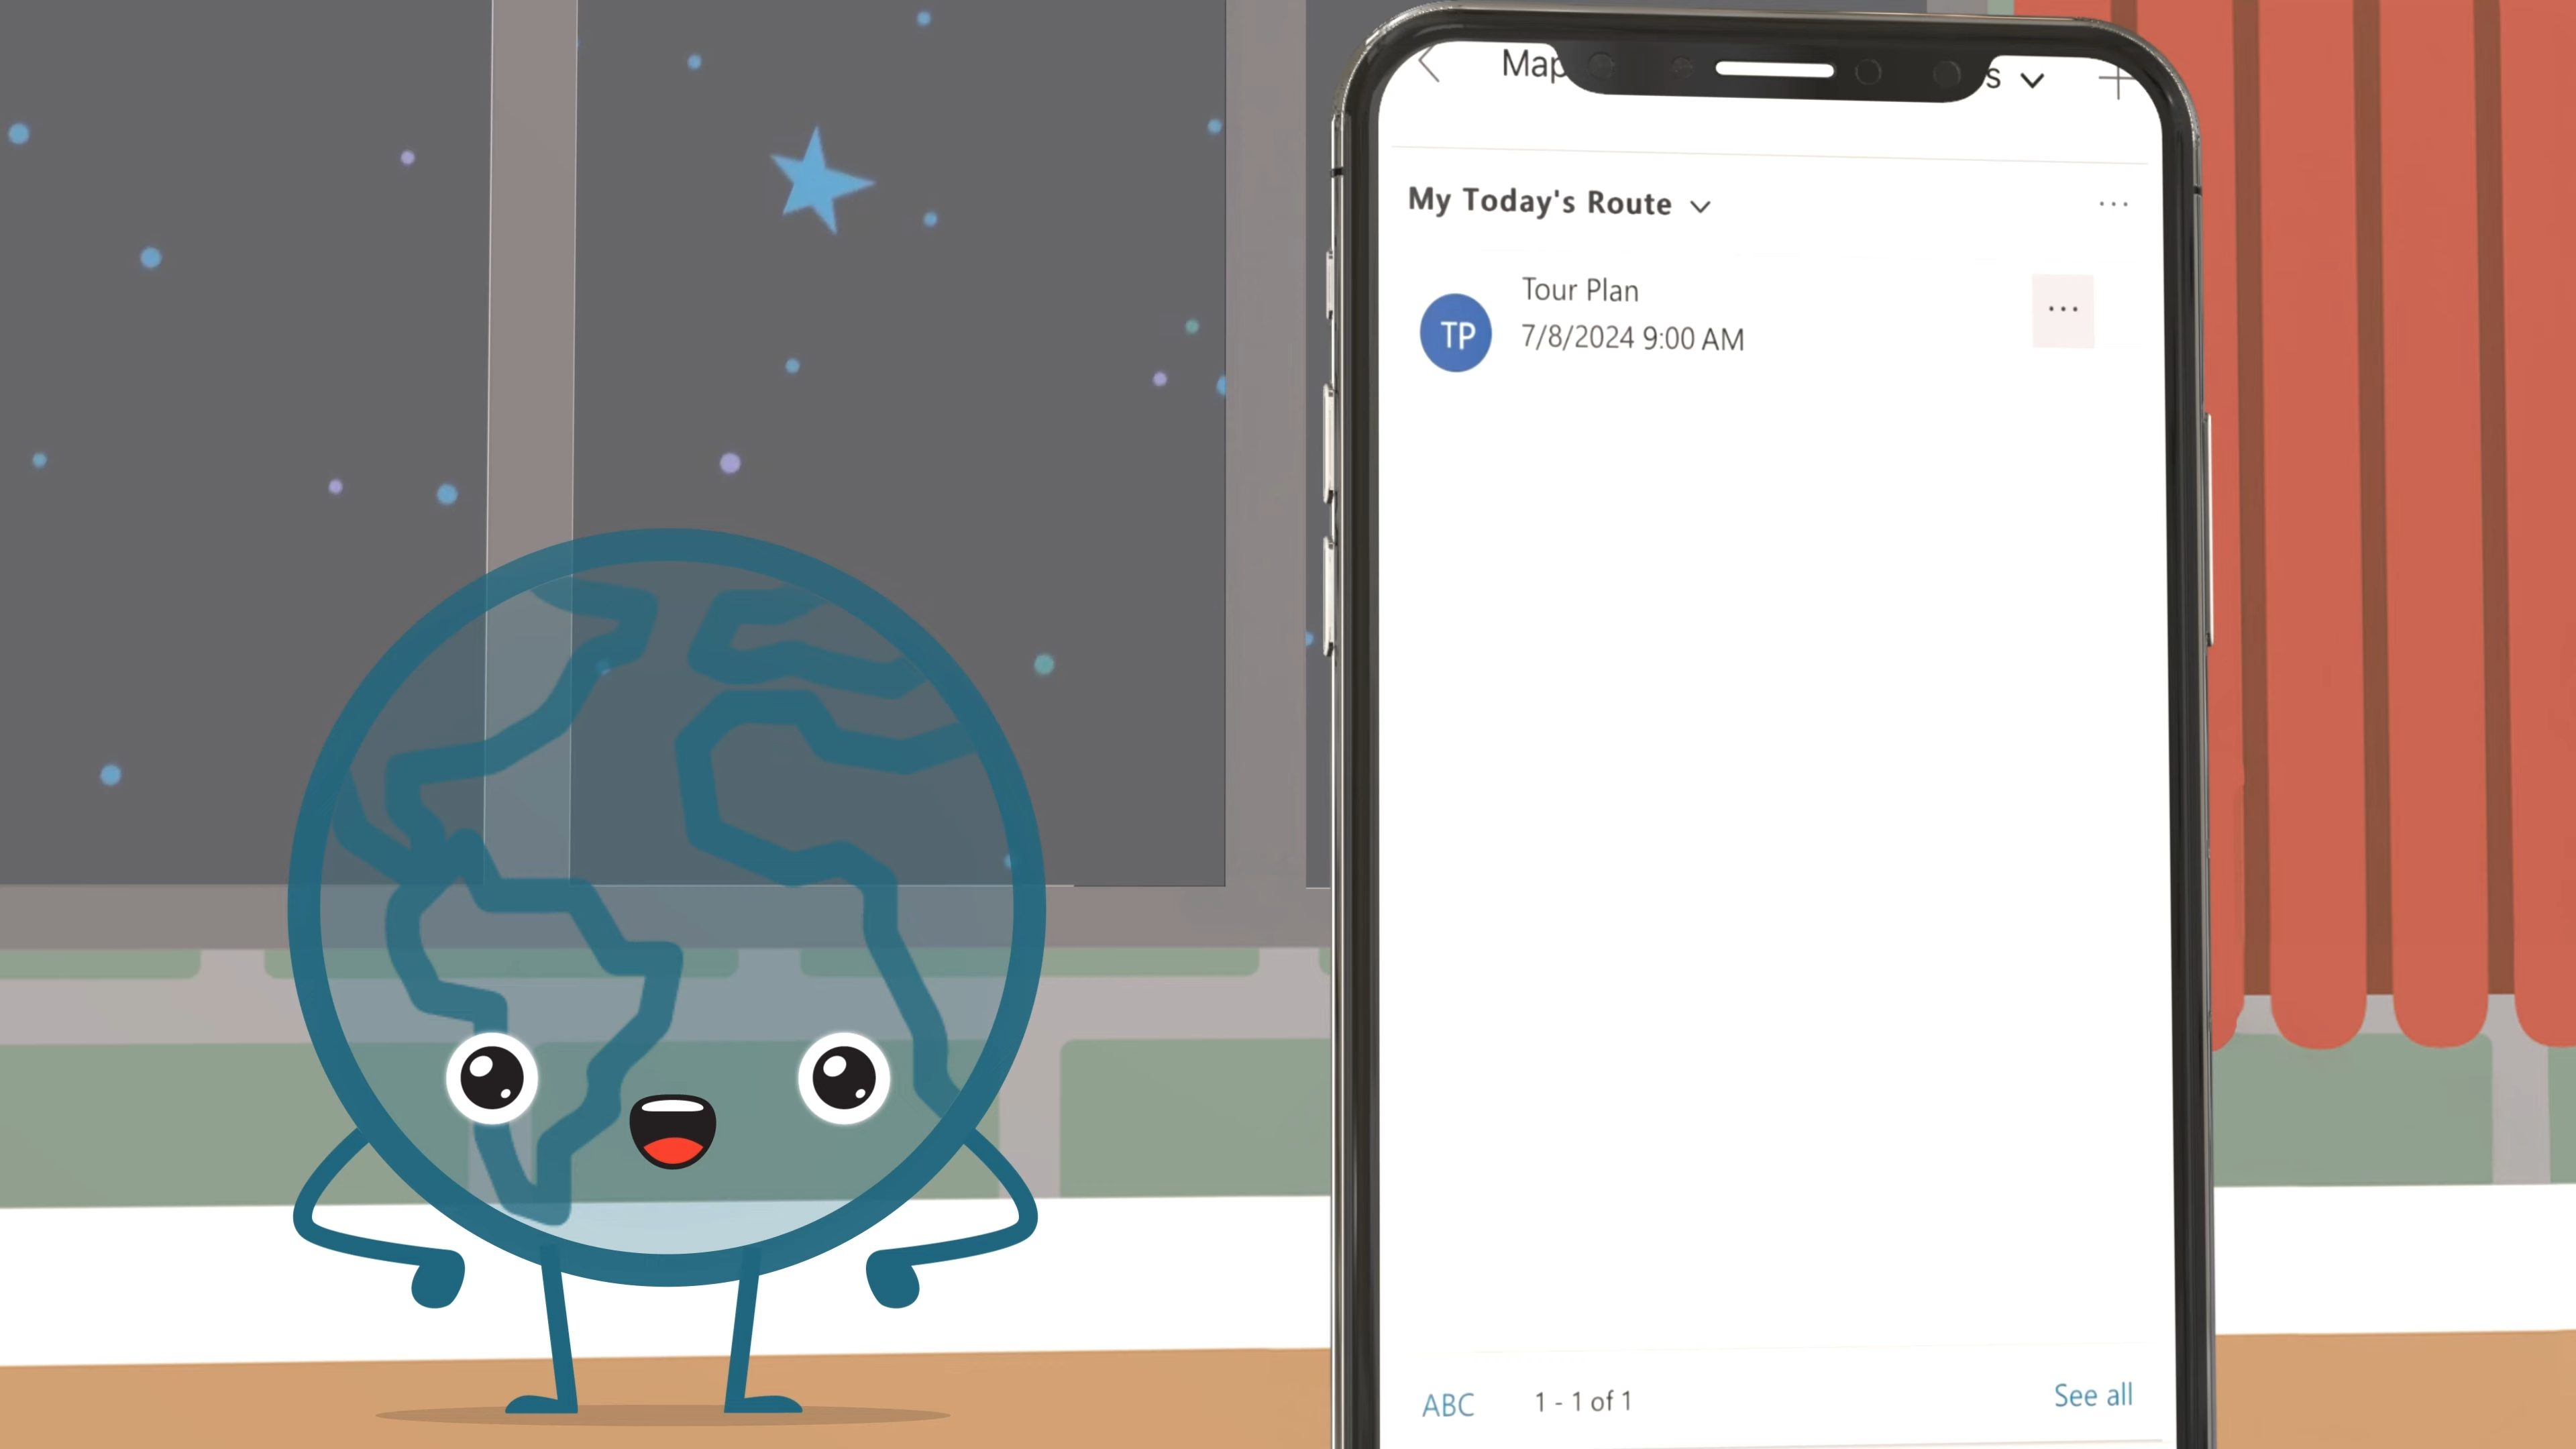 Map s
My Today's Route
Tour Plan
TP
7/8/2024 9:00 AM
ABC 1 - 1 of 1 See all